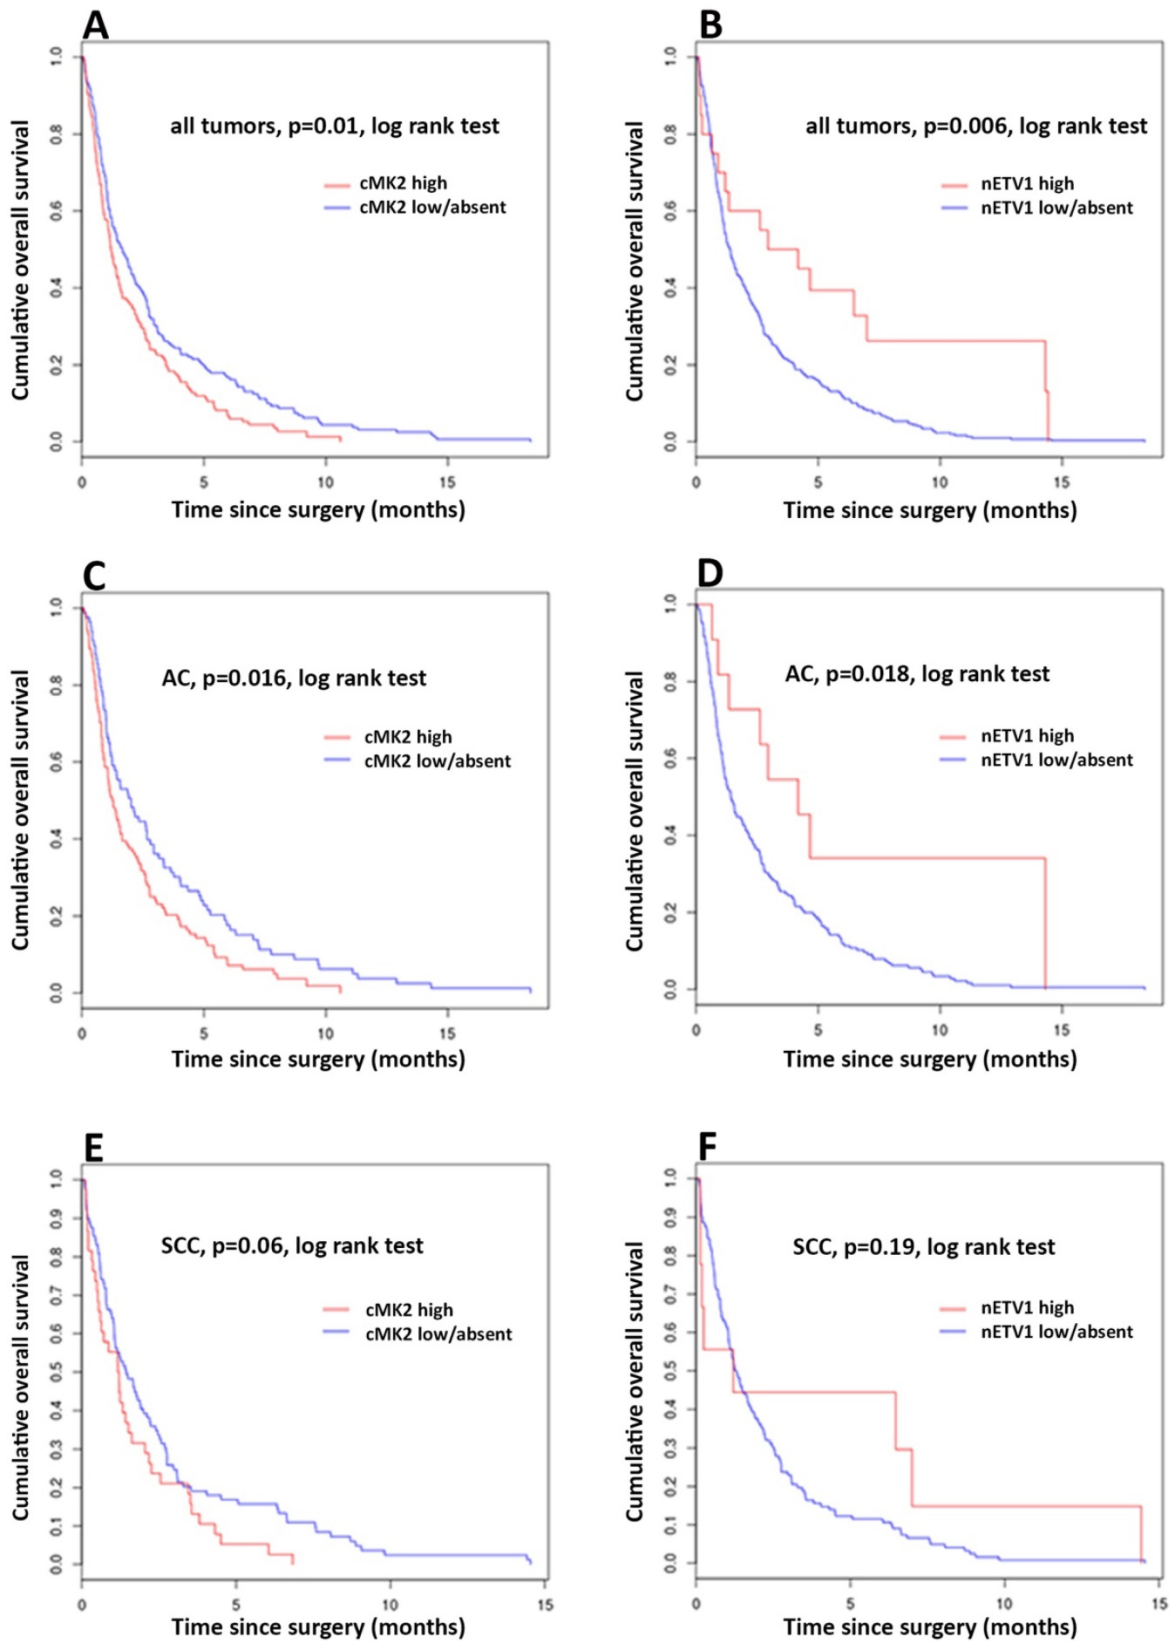 A
Cumulative overall survival
1.0
0.8
0.6
0.4
0.2
0.0
all tumors, p=0.01, log rank test
cMK2 high
cMK2 low/absent
0 5 10 15
Time since surgery (months)
B
Cumulative overall survival
1.0
0.8
0.6
0.4
0.2
0.0
all tumors, p=0.006, log rank test
nETV1 high
nETV1 low/absent
0 5 10 15
Time since surgery (months)
C
Cumulative overall survival
1.0
0.8
0.6
0.4
0.2
0.0
AC, p=0.016, log rank test
cMK2 high
cMK2 low/absent
0 5 10 15
Time since surgery (months)
D
Cumulative overall survival
1.0
0.8
0.6
0.4
0.2
0.0
AC, p=0.018, log rank test
nETV1 high
nETV1 low/absent
0 5 10 15
Time since surgery (months)
E
Cumulative overall survival
1.0
0.9
0.8
0.7
0.6
0.5
0.4
0.3
0.2
0.1
0.0
SCC, p=0.06, log rank test
cMK2 high
cMK2 low/absent
0 5 10 15
Time since surgery (months)
F
Cumulative overall survival
1.0
0.9
0.8
0.7
0.6
0.5
0.4
0.3
0.2
0.1
0.0
SCC, p=0.19, log rank test
nETV1 high
nETV1 low/absent
0 5 10 15
Time since surgery (months)